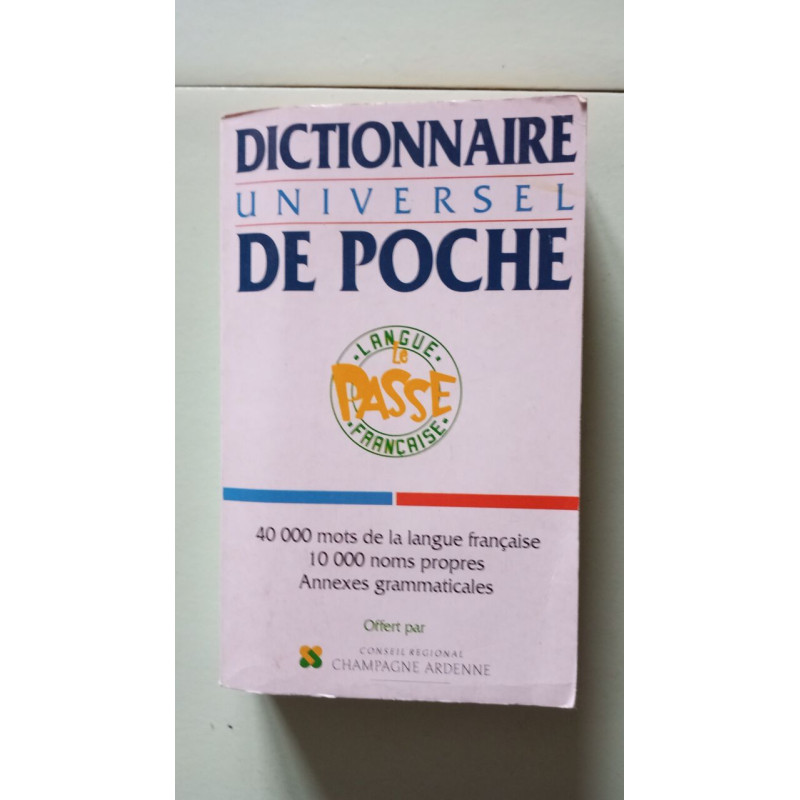 DICTIONNAIRE
UNIVERSEL
DE POCHE
LANGUE
Le
PASSE
FRANÇAISE
40 000 mots de la langue française
10 000 noms propres
Annexes grammaticales
Offert par
CONSEIL REGIONAL
CHAMPAGNE ARDENNE